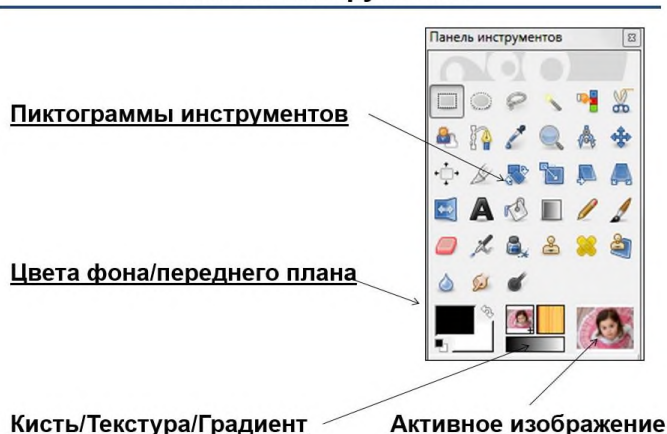 Панель инструментов
Пиктограммы инструментов
Цвета фона/переднего плана
Кисть/Текстура/Градиент
Активное изображение